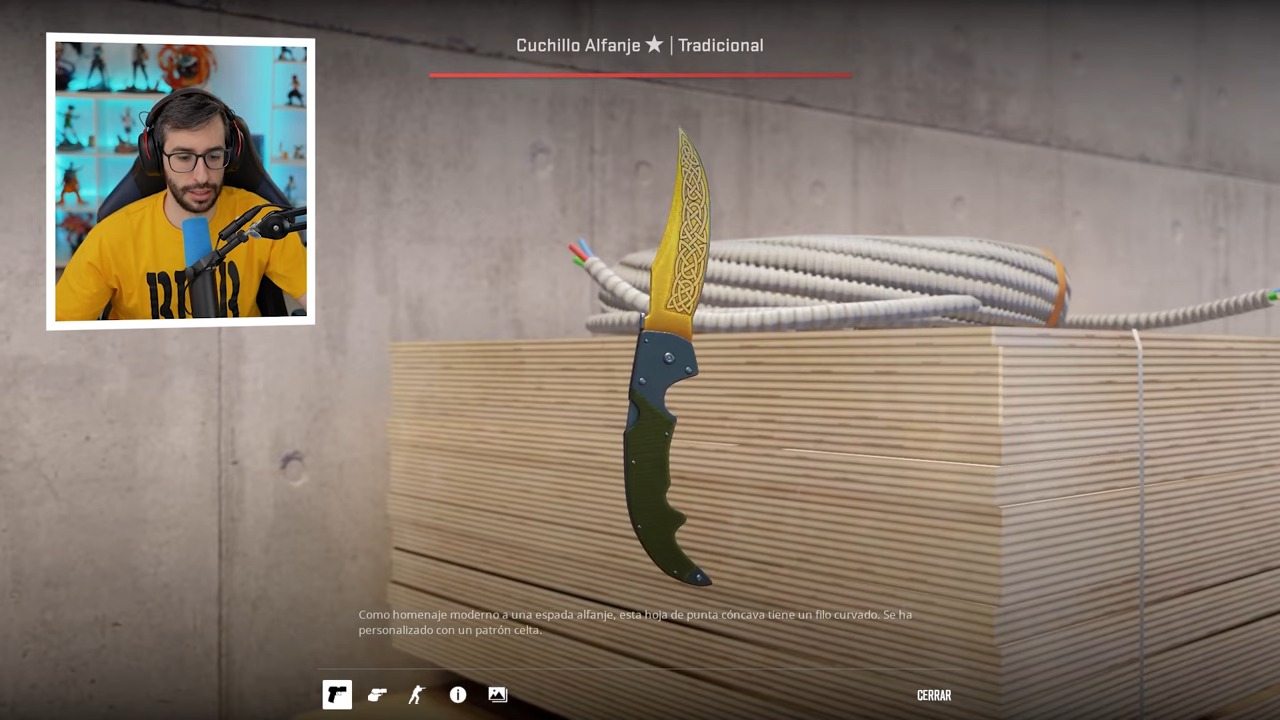 Cuchillo Alfanje ★ | Tradicional
Como homenaje moderno a una espada alfanje, esta hoja de punta cóncava tiene un filo curvado. Se ha
personalizado con un patrón celta.
CERRAR